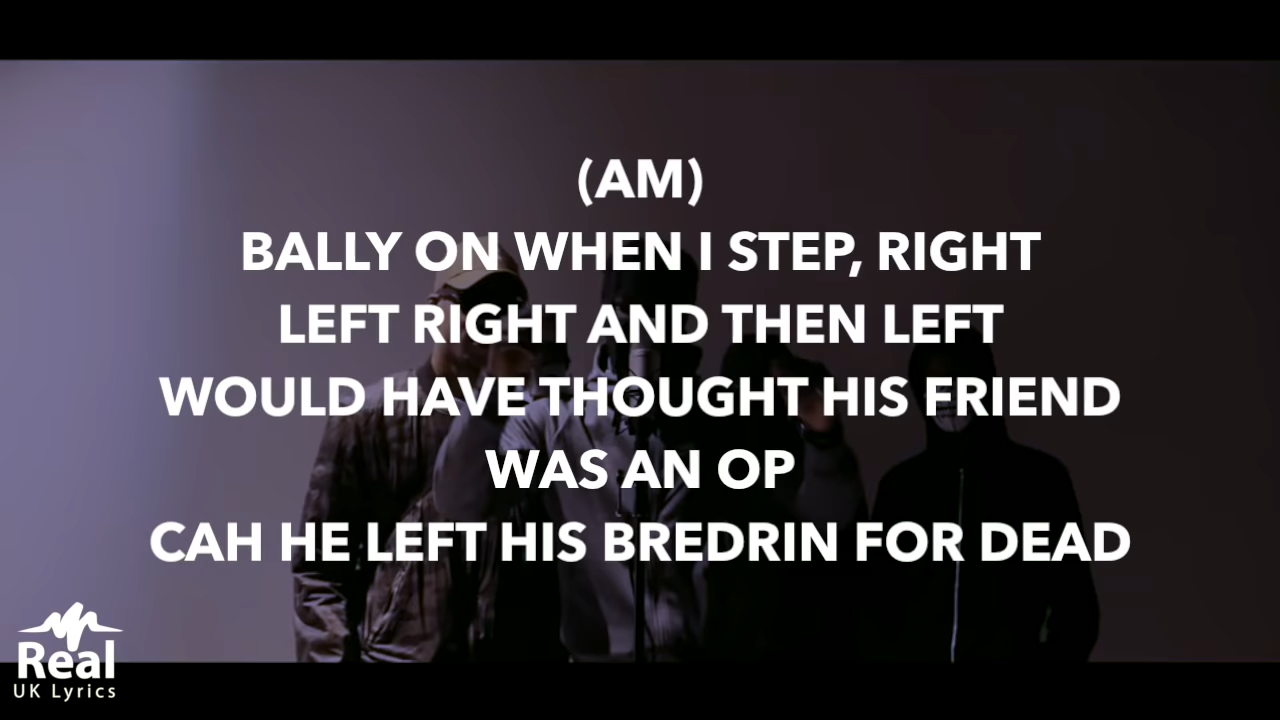 (AM)
BALLY ON WHEN I STEP, RIGHT
LEFT RIGHT AND THEN LEFT
WOULD HAVE THOUGHT HIS FRIEND
WAS AN OP
CAH HE LEFT HIS BREDRIN FOR DEAD
Real
UK Lyrics